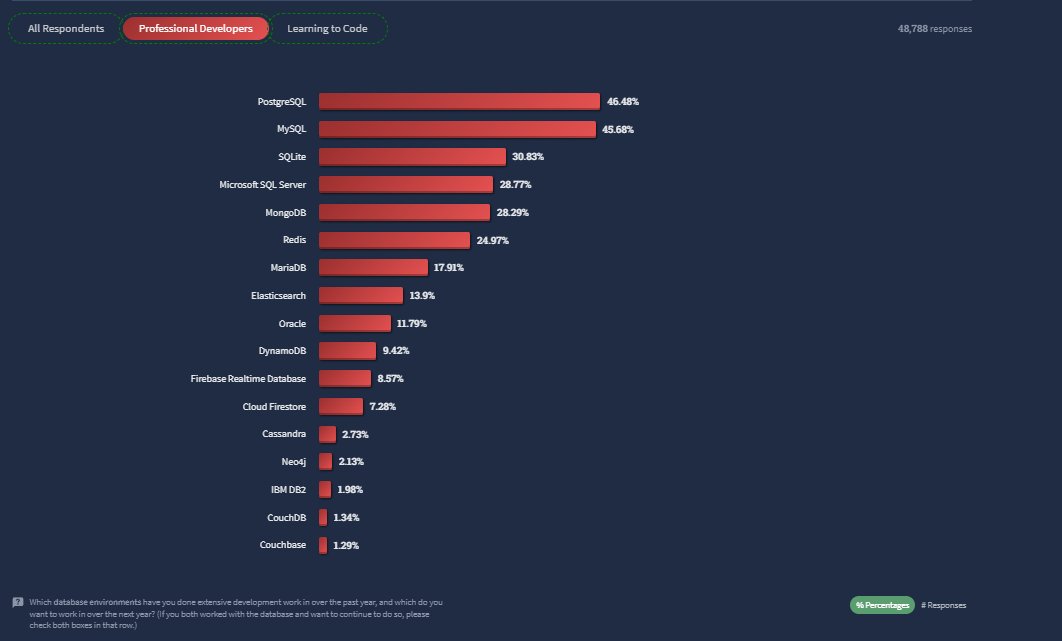 All Respondents Professional Developers Learning to Code 48,788 responses
PostgreSQL 46.48%
MySQL 45.68%
SQLite 30.83%
Microsoft SQL Server 28.77%
MongoDB 28.29%
Redis 24.97%
MariaDB 17.91%
Elasticsearch 13.9%
Oracle 11.79%
DynamoDB 9.42%
Firebase Realtime Database 8.57%
Cloud Firestore 7.28%
Cassandra 2.73%
Neo4j 2.13%
IBM DB2 1.98%
CouchDB 1.34%
Couchbase 1.29%
? Which database environments have you done extensive development work in over the past year, and which do you
want to work in over the next year? (If you both worked with the database and want to continue to do so, please
check both boxes in that row.)
% Percentages # Responses